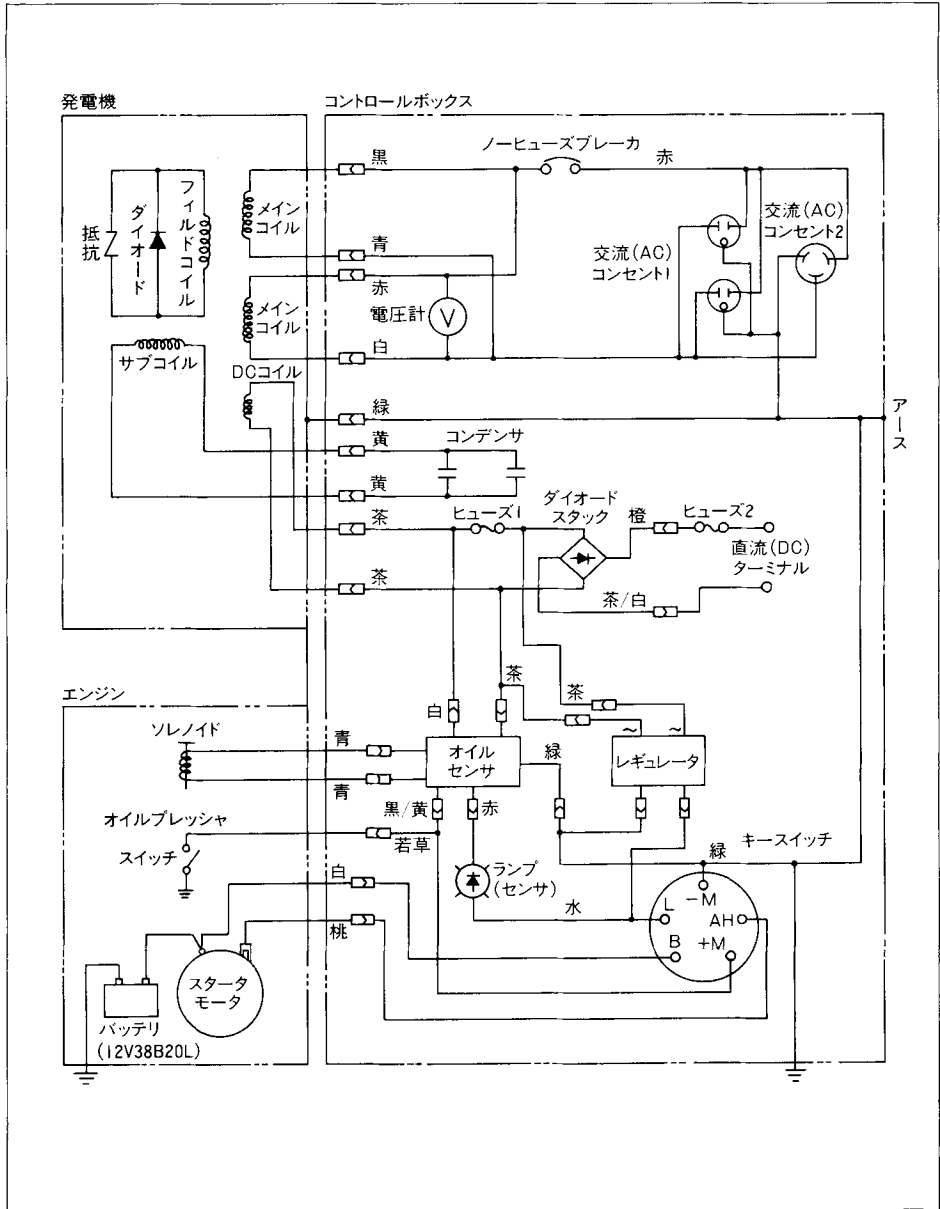 発電機
コントロールボックス
黒
ノーヒューズブレーカ
赤
抵抗
ダイオード
フィルドコイル
メイン
コイル
青
赤
交流(AC)
コンセント1
交流(AC)
コンセント2
メイン
コイル
電圧計
V
白
サブコイル
DCコイル
緑
アース
黄
コンデンサ
黄
茶
ヒューズ1
ダイオード
スタック
橙
ヒューズ2
直流(DC)
ターミナル
茶
茶/白
エンジン
茶
茶
白
ソレノイド
青
オイル
センサ
緑
~
~
レギュレータ
青
黒/黄
赤
オイルプレッシャ
スイッチ
若草
ランプ
(センサ)
緑
キースイッチ
白
水
L
-M
AH
B
+M
桃
スタータ
モータ
バッテリ
(12V38B20L)